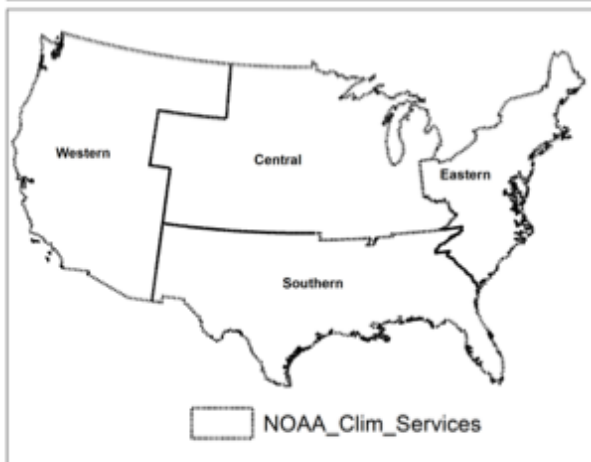 Western
Central
Eastern
Southern
NOAA_Clim_Services